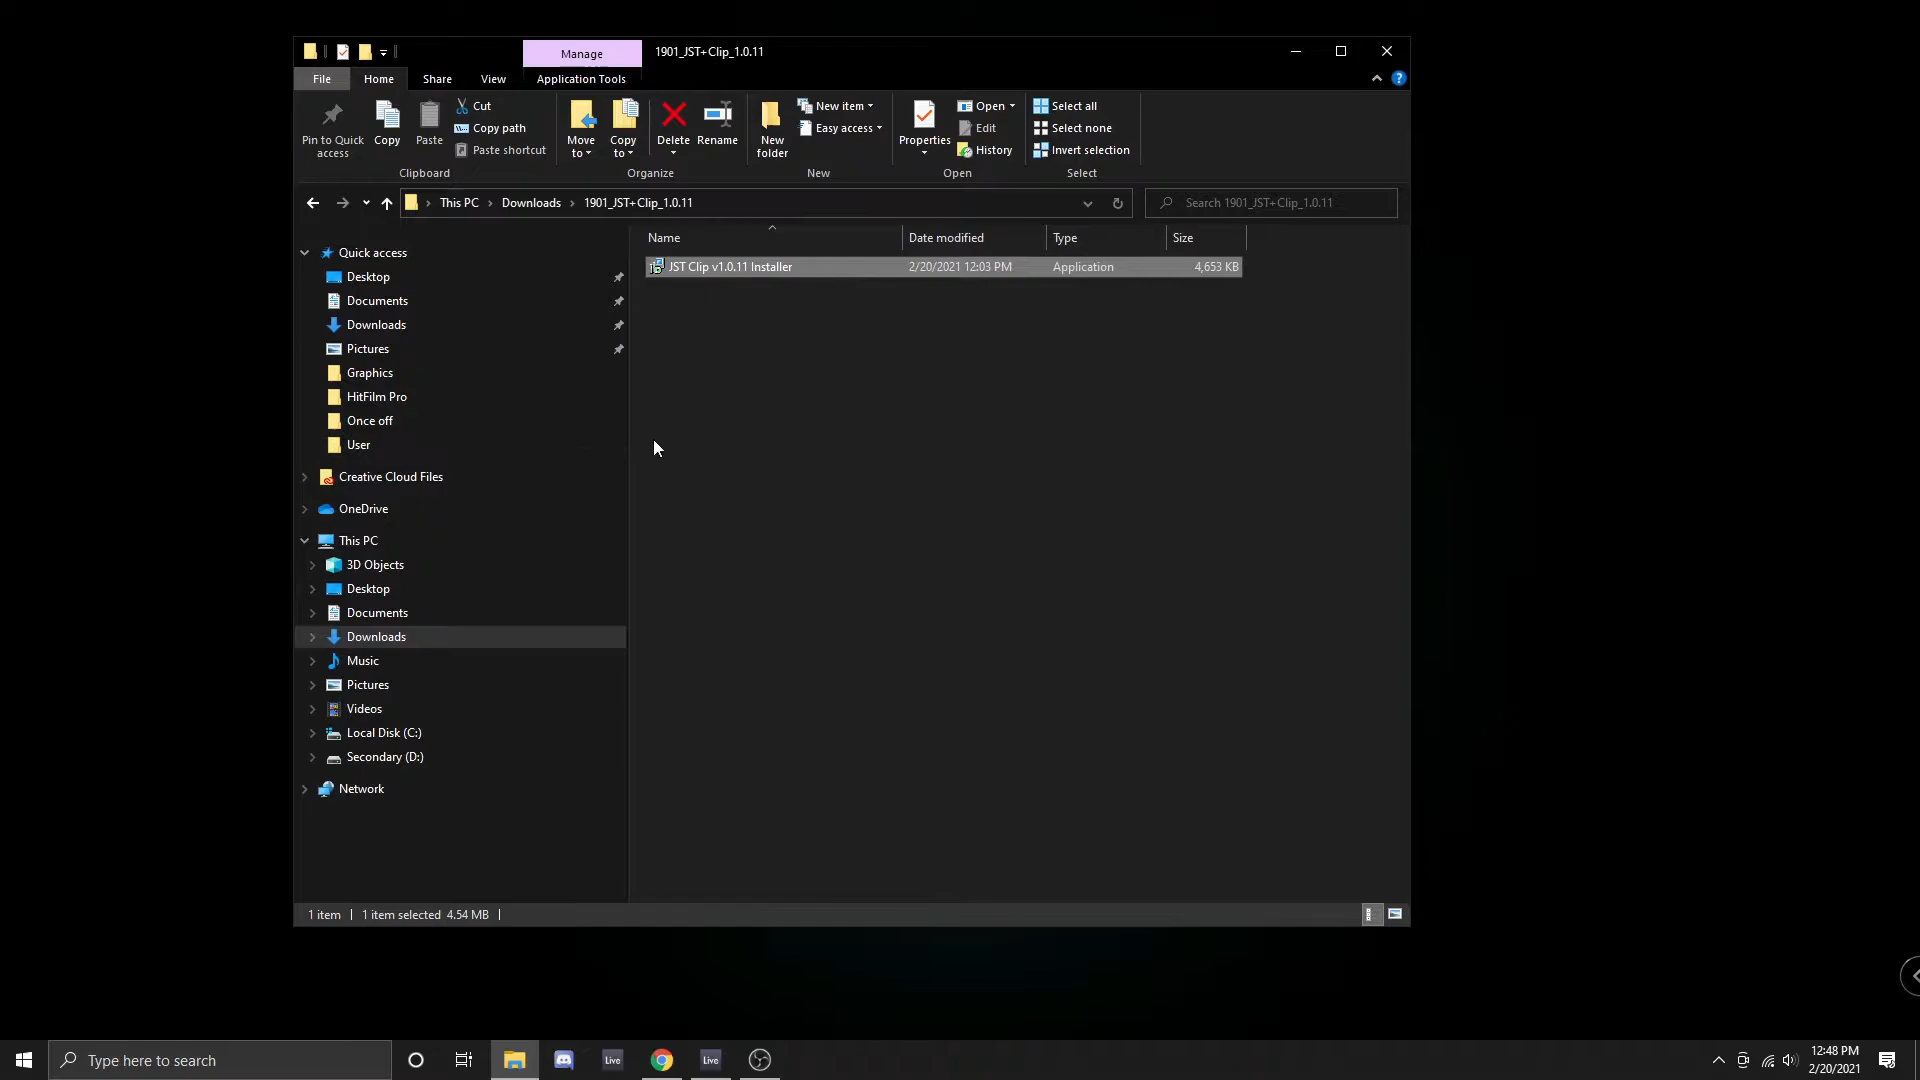 Manage
1901_JST+Clip_1.0.11
File
Home
Share
View
Application Tools
?
Pin to Quick access
Copy
Paste
Cut
Copy path
Paste shortcut
Clipboard
Move to
Copy to
Delete
Rename
Organize
New folder
New item
Easy access
New
Properties
Open
Edit
History
Open
Select all
Select none
Invert selection
Select
This PC
Downloads
1901_JST+Clip_1.0.11
Search 1901_JST+Clip_1.0.11
Name
Date modified
Type
Size
JST Clip v1.0.11 Installer
2/20/2021 12:03 PM
Application
4,653 KB
Quick access
Desktop
Documents
Downloads
Pictures
Graphics
HitFilm Pro
Once off
User
Creative Cloud Files
OneDrive
This PC
3D Objects
Desktop
Documents
Downloads
Music
Pictures
Videos
Local Disk (C:)
Secondary (D:)
Network
1 item
1 item selected 4.54 MB
Type here to search
Live
Live
12:48 PM
2/20/2021